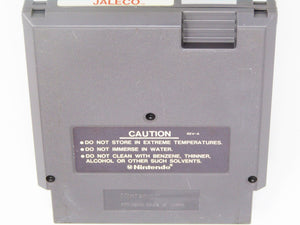 JALECO
CAUTION
REV-A
● DO NOT STORE IN EXTREME TEMPERATURES.
● DO NOT IMMERSE IN WATER.
● DO NOT CLEAN WITH BENZENE, THINNER,
ALCOHOL OR OTHER SUCH SOLVENTS.
Nintendo